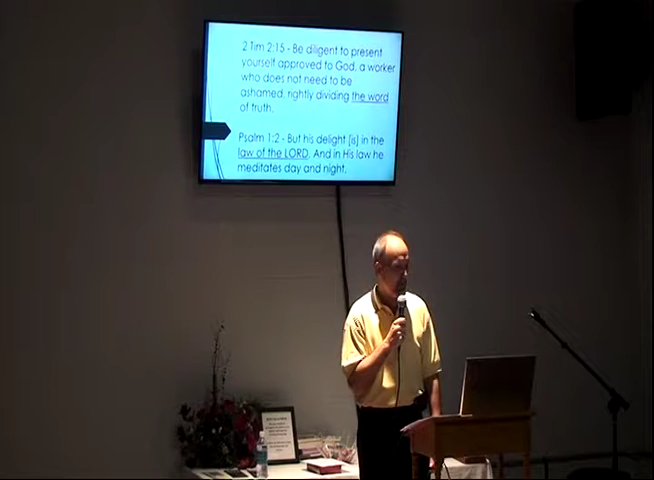 2 Tim 2:15 - Be diligent to present
yourself approved to God, a worker
who does not need to be
ashamed, rightly dividing the word
of truth.
Psalm 1:2 - But his delight [is] in the
law of the LORD, And in His law he
meditates day and night.